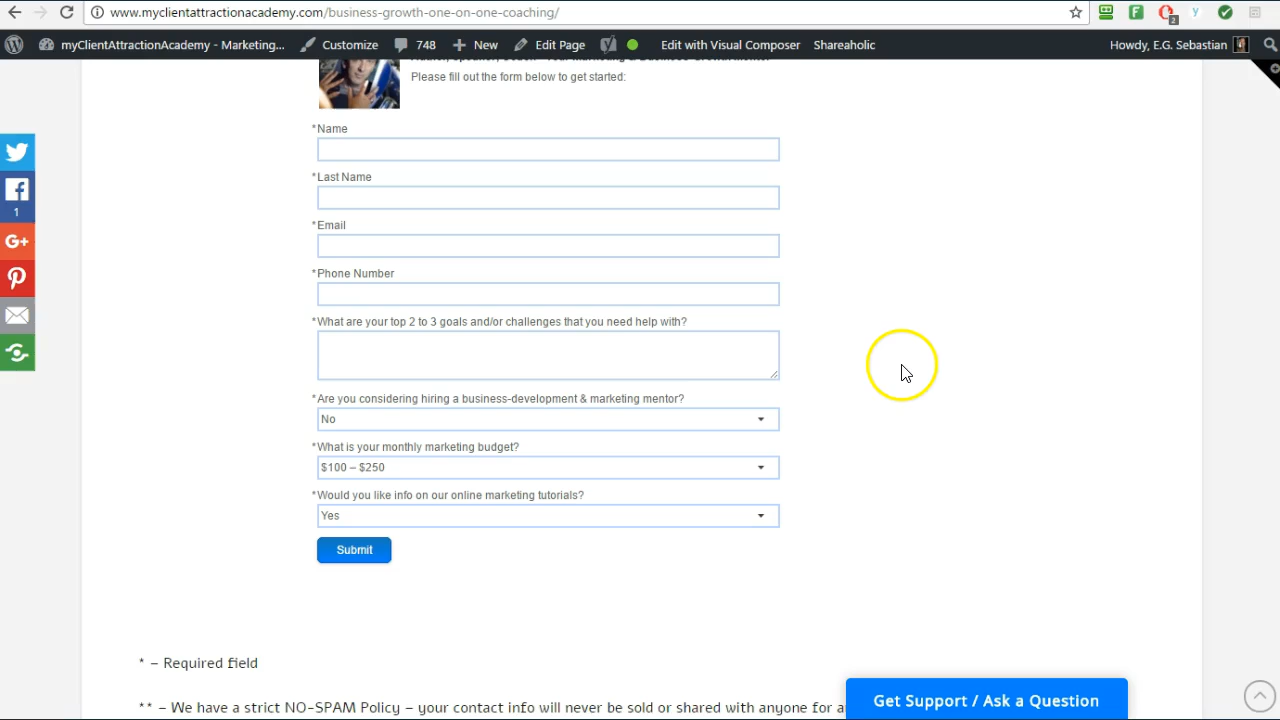 www.myclientattractionacademy.com/business-growth-one-on-one-coaching/
2
myClientAttractionAcademy - Marketing... Customize 748 New Edit Page Edit with Visual Composer Shareaholic Howdy, E.G. Sebastian
Please fill out the form below to get started:
*Name
*Last Name
*Email
*Phone Number
*What are your top 2 to 3 goals and/or challenges that you need help with?
*Are you considering hiring a business-development & marketing mentor?
No
*What is your monthly marketing budget?
$100 – $250
*Would you like info on our online marketing tutorials?
Yes
Submit
1
G+
* – Required field
** – We have a strict NO-SPAM Policy – your contact info will never be sold or shared with anyone for
Get Support / Ask a Question